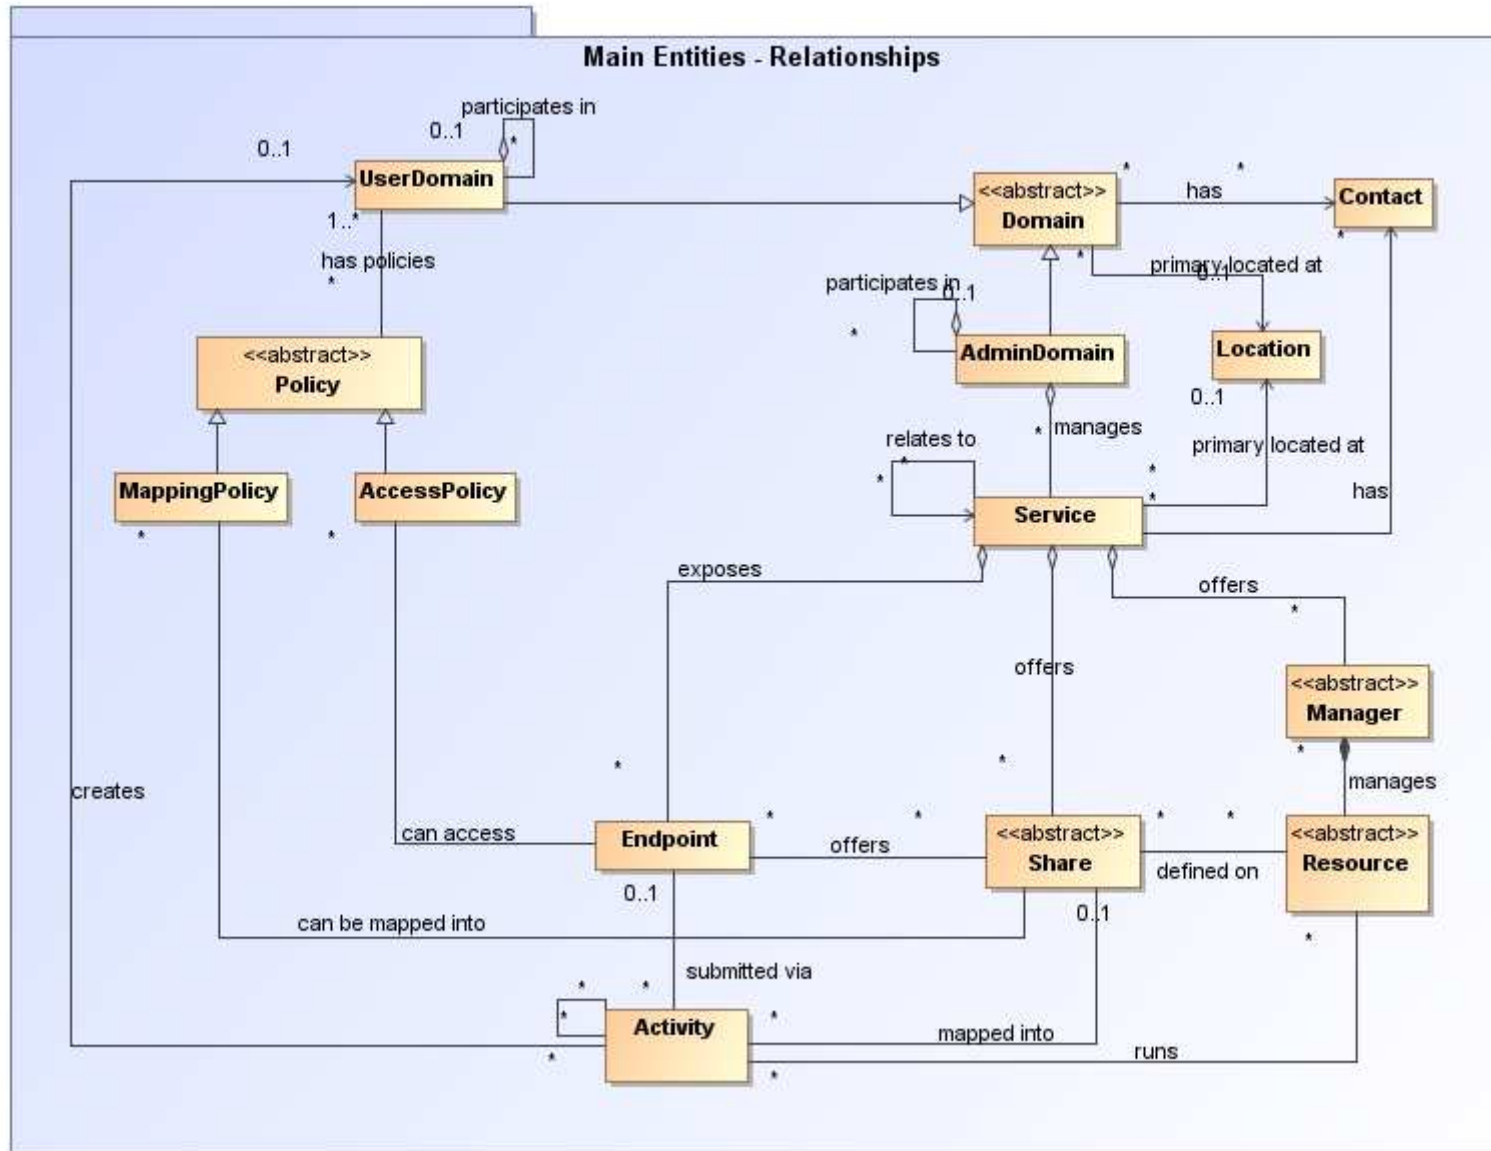 Main Entities - Relationships
participates in
0..1
*
0..1
UserDomain
1..*
has policies
*
<<abstract>>
Domain
*
*
has
Contact
*
*
primary located at
0..1
participates in
0..1
*
AdminDomain
Location
0..1
<<abstract>>
Policy
*
manages
relates to
*
*
primary located at
*
*
has
MappingPolicy
AccessPolicy
*
*
Service
exposes
offers
*
offers
<<abstract>>
Manager
*
manages
*
*
creates
can access
Endpoint
*
*
offers
<<abstract>>
Share
*
*
defined on
<<abstract>>
Resource
0..1
0..1
can be mapped into
*
submitted via
*
*
*
Activity
*
mapped into
runs
*
*